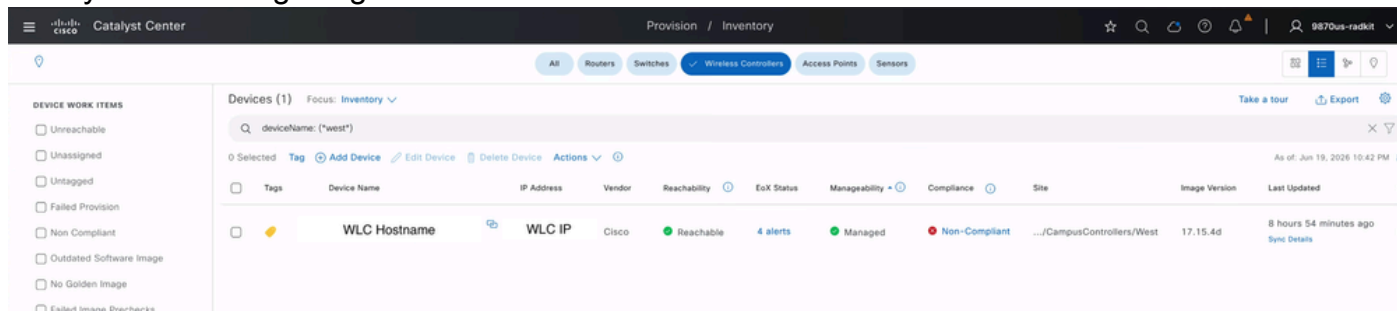 cisco Catalyst Center
Provision / Inventory
9870us-radkit
All Routers Switches Wireless Controllers Access Points Sensors
DEVICE WORK ITEMS
Unreachable
Unassigned
Untagged
Failed Provision
Non Compliant
Outdated Software Image
No Golden Image
Failed Image Prechecks
Devices (1) Focus: Inventory
Take a tour Export
deviceName: (*west*)
0 Selected Tag Add Device Edit Device Delete Device Actions
As of: Jun 19, 2026 10:42 PM
Tags Device Name IP Address Vendor Reachability EoX Status Manageability Compliance Site Image Version Last Updated
WLC Hostname WLC IP Cisco Reachable 4 alerts Managed Non-Compliant .../CampusControllers/West 17.15.4d 8 hours 54 minutes ago
Sync Details